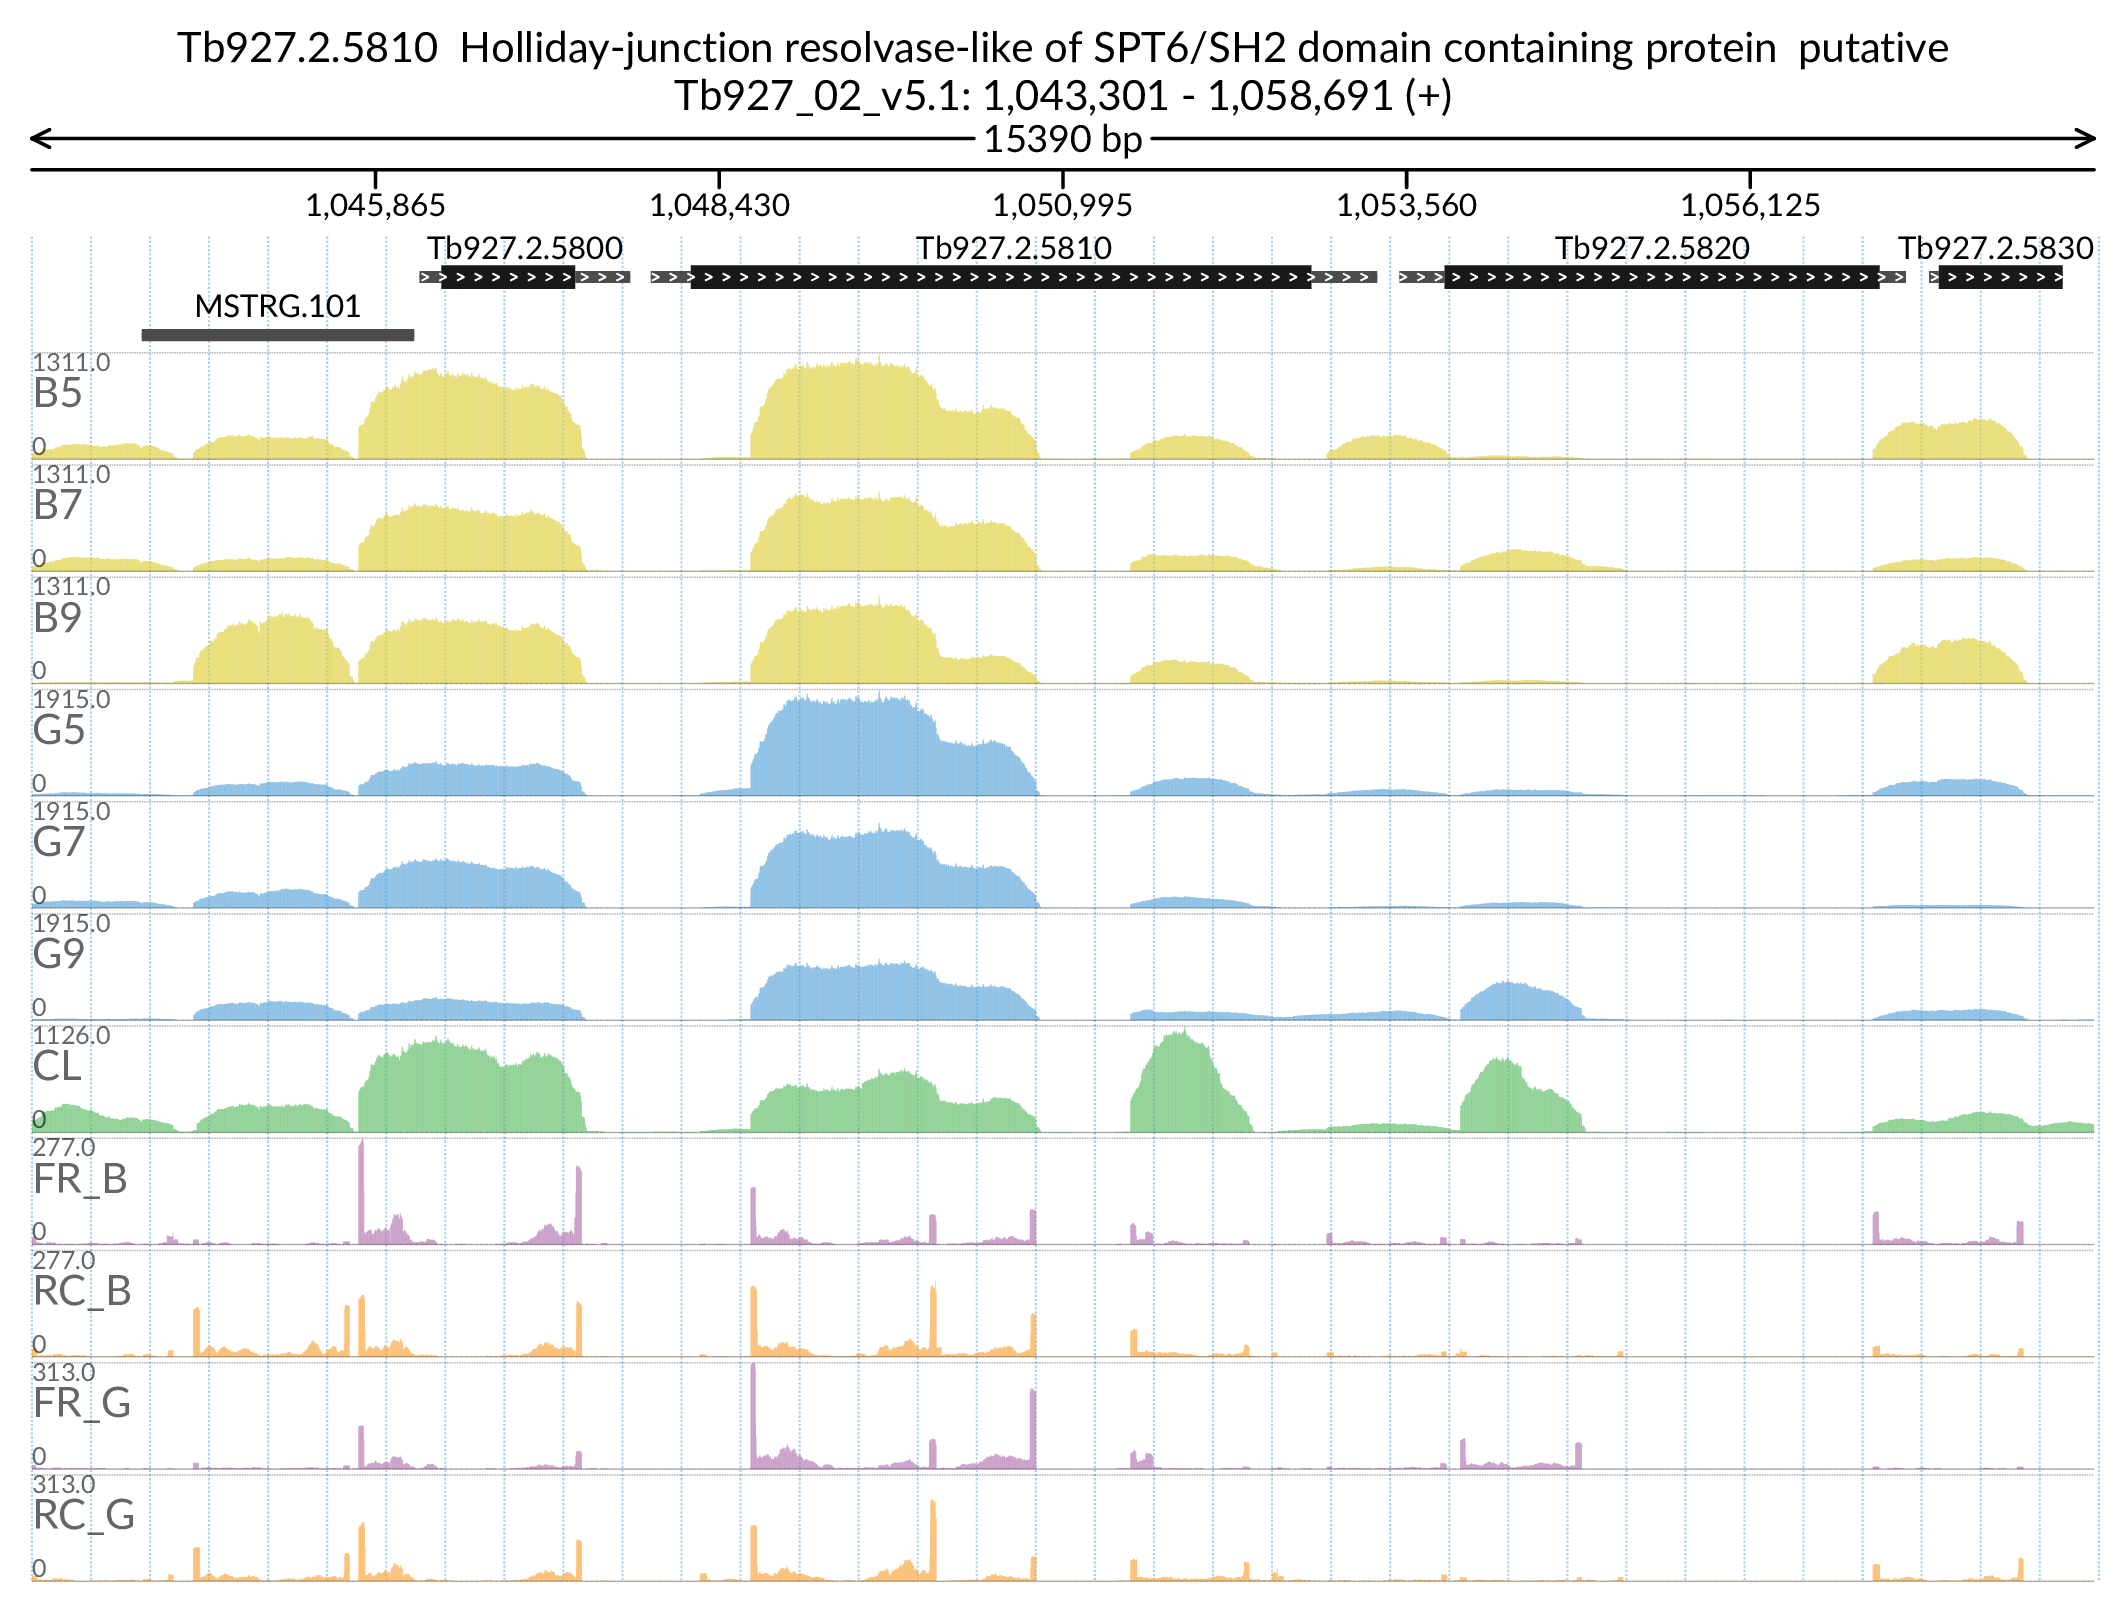 Tb927.2.5810  Holliday-junction resolvase-like of SPT6/SH2 domain containing protein  putative
Tb927_02_v5.1: 1,043,301 - 1,058,691 (+)
15390 bp
1,045,865 1,048,430 1,050,995 1,053,560 1,056,125
Tb927.2.5800 Tb927.2.5810 Tb927.2.5820 Tb927.2.5830
MSTRG.101
1311.0
B5
0
1311.0
B7
0
1311.0
B9
0
1915.0
G5
0
1915.0
G7
0
1915.0
G9
0
1126.0
CL
0
277.0
FR_B
0
277.0
RC_B
0
313.0
FR_G
0
313.0
RC_G
0